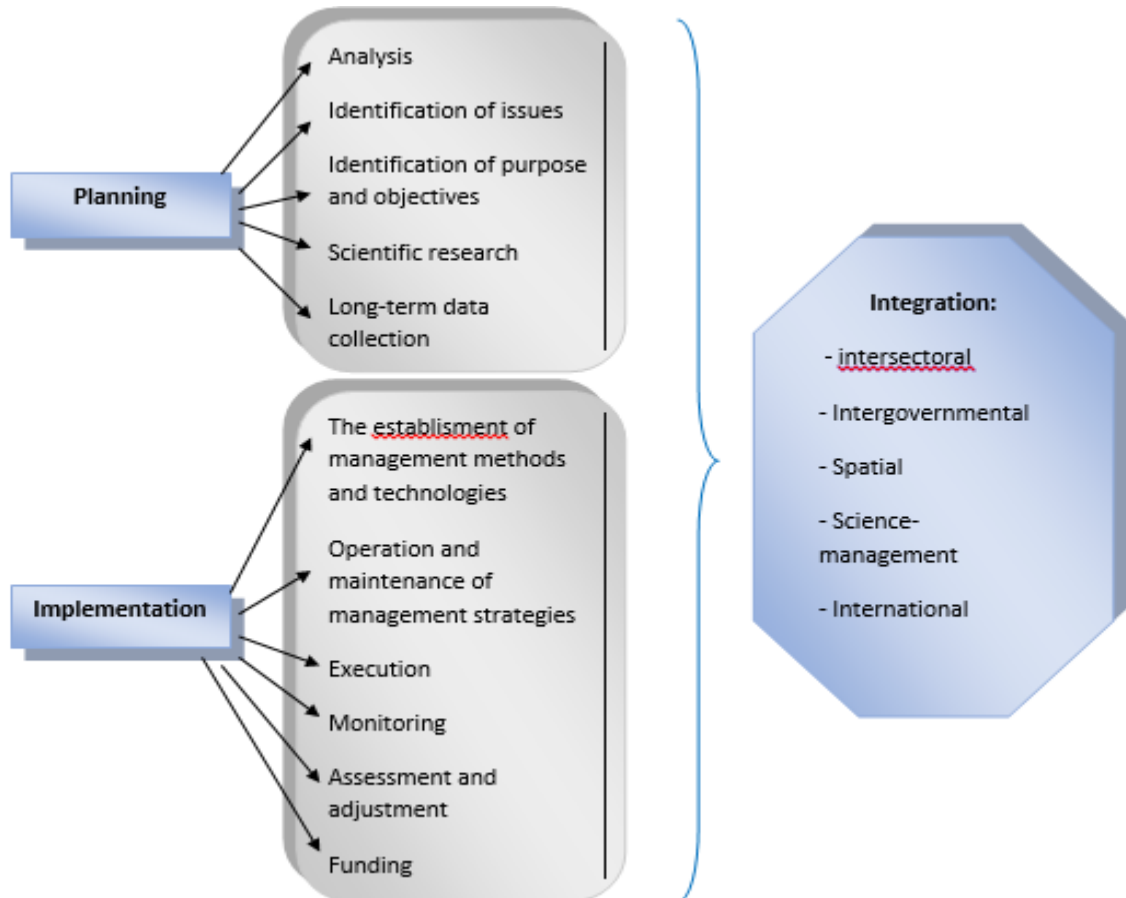 Planning
Analysis
Identification of issues
Identification of purpose
and objectives
Scientific research
Long-term data
collection
Implementation
The establisment of
management methods
and technologies
Operation and
maintenance of
management strategies
Execution
Monitoring
Assessment and
adjustment
Funding
Integration:
- intersectoral
- Intergovernmental
- Spatial
- Science-
management
- International